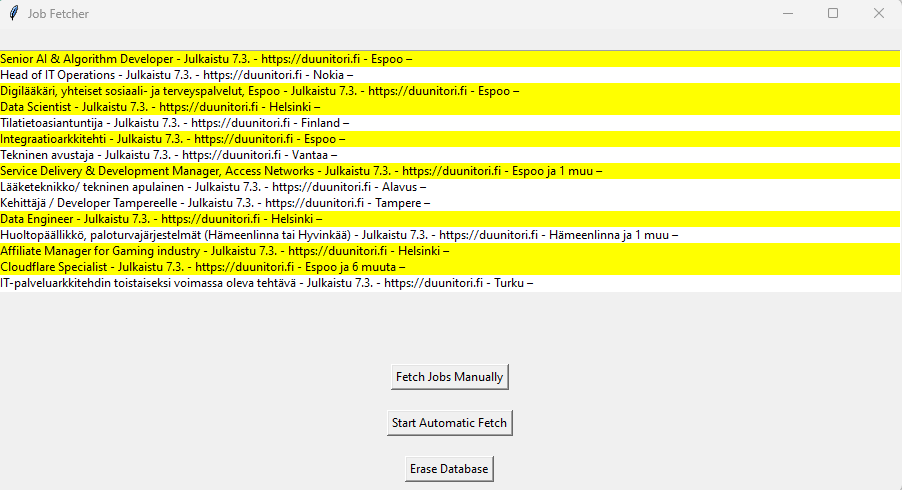 Job Fetcher
Senior AI & Algorithm Developer - Julkaistu 7.3. - https://duunitori.fi - Espoo –
Head of IT Operations - Julkaistu 7.3. - https://duunitori.fi - Nokia –
Digilääkäri, yhteiset sosiaali- ja terveyspalvelut, Espoo - Julkaistu 7.3. - https://duunitori.fi - Espoo –
Data Scientist - Julkaistu 7.3. - https://duunitori.fi - Helsinki –
Tilatietoasiantuntija - Julkaistu 7.3. - https://duunitori.fi - Finland –
Integraatioarkkitehti - Julkaistu 7.3. - https://duunitori.fi - Espoo –
Tekninen avustaja - Julkaistu 7.3. - https://duunitori.fi - Vantaa –
Service Delivery & Development Manager, Access Networks - Julkaistu 7.3. - https://duunitori.fi - Espoo ja 1 muu –
Lääketeknikko/ tekninen apulainen - Julkaistu 7.3. - https://duunitori.fi - Alavus –
Kehittäjä / Developer Tampereelle - Julkaistu 7.3. - https://duunitori.fi - Tampere –
Data Engineer - Julkaistu 7.3. - https://duunitori.fi - Helsinki –
Huoltopäällikkö, paloturvajärjestelmät (Hämeenlinna tai Hyvinkää) - Julkaistu 7.3. - https://duunitori.fi - Hämeenlinna ja 1 muu –
Affiliate Manager for Gaming industry - Julkaistu 7.3. - https://duunitori.fi - Helsinki –
Cloudflare Specialist - Julkaistu 7.3. - https://duunitori.fi - Espoo ja 6 muuta –
IT-palveluarkkitehdin toistaiseksi voimassa oleva tehtävä - Julkaistu 7.3. - https://duunitori.fi - Turku –
Fetch Jobs Manually
Start Automatic Fetch
Erase Database